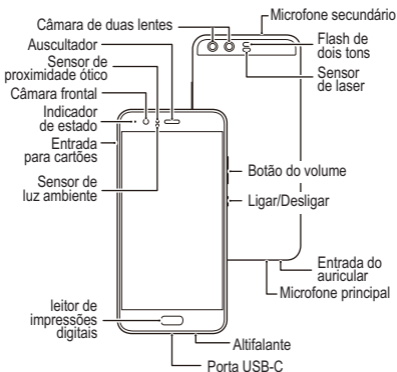 Câmara de duas lentes
Auscultador
Sensor de
proximidade ótico
Câmara frontal
Indicador
de estado
Entrada
para cartões
Sensor de
luz ambiente
leitor de
impressões
digitais
Microfone secundário
Flash de
dois tons
Sensor
de laser
Botão do volume
Ligar/Desligar
Entrada do
auricular
Microfone principal
Altifalante
Porta USB-C